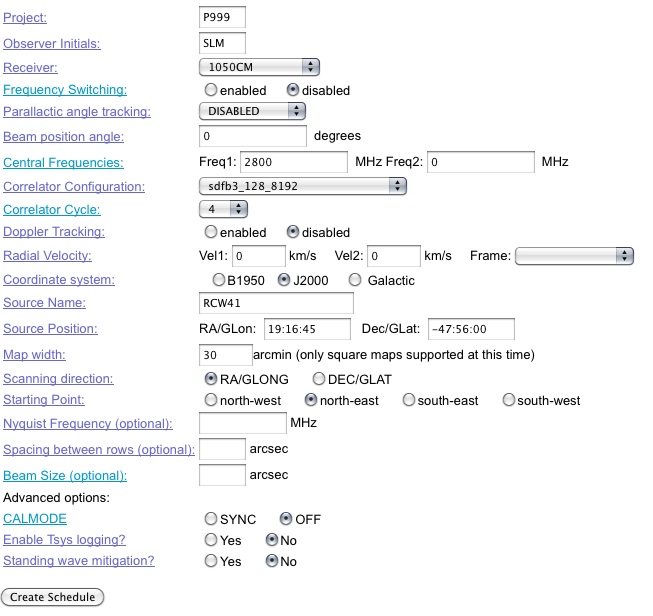 Project: P999
Observer Initials: SLM
Receiver: 1050CM
Frequency Switching: enabled disabled
Parallactic angle tracking: DISABLED
Beam position angle: 0 degrees
Central Frequencies: Freq1: 2800 MHz Freq2: 0 MHz
Correlator Configuration: sdfb3_128_8192
Correlator Cycle: 4
Doppler Tracking: enabled disabled
Radial Velocity: Vel1: 0 km/s Vel2: 0 km/s Frame:
Coordinate system: B1950 J2000 Galactic
Source Name: RCW41
Source Position: RA/GLon: 19:16:45 Dec/GLat: -47:56:00
Map width: 30 arcmin (only square maps supported at this time)
Scanning direction: RA/GLONG DEC/GLAT
Starting Point: north-west north-east south-east south-west
Nyquist Frequency (optional): MHz
Spacing between rows (optional): arcsec
Beam Size (optional): arcsec
Advanced options:
CALMODE SYNC OFF
Enable Tsys logging? Yes No
Standing wave mitigation? Yes No
Create Schedule